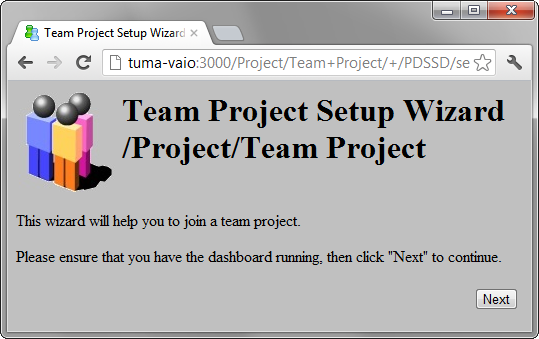 Team Project Setup Wizard
tuma-vaio:3000/Project/Team+Project/+/PDSSD/se
Team Project Setup Wizard
/Project/Team Project
This wizard will help you to join a team project.
Please ensure that you have the dashboard running, then click "Next" to continue.
Next